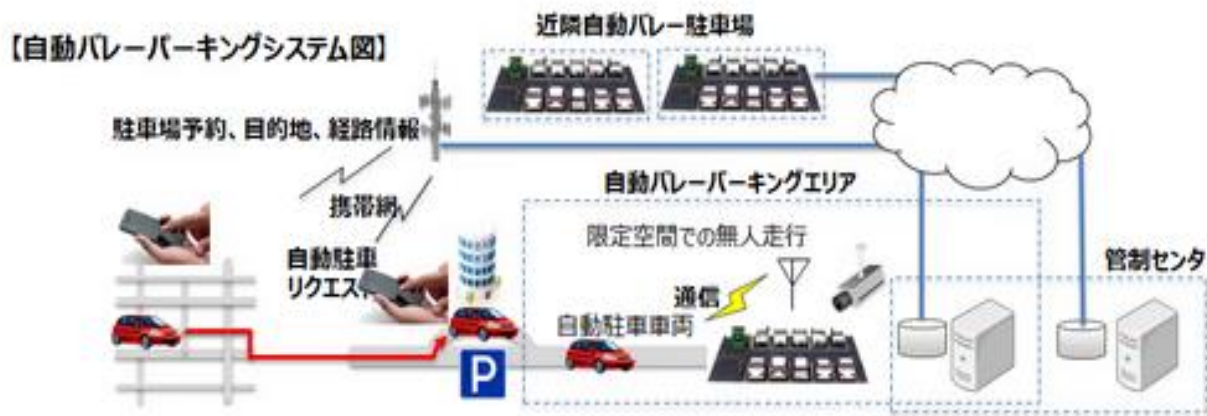 【自動バレーパーキングシステム図】
近隣自動バレー駐車場
駐車場予約、目的地、経路情報
携帯網
自動バレーパーキングエリア
限定空間での無人走行
自動駐車
リクエスト
管制センタ
通信
自動駐車車両
P